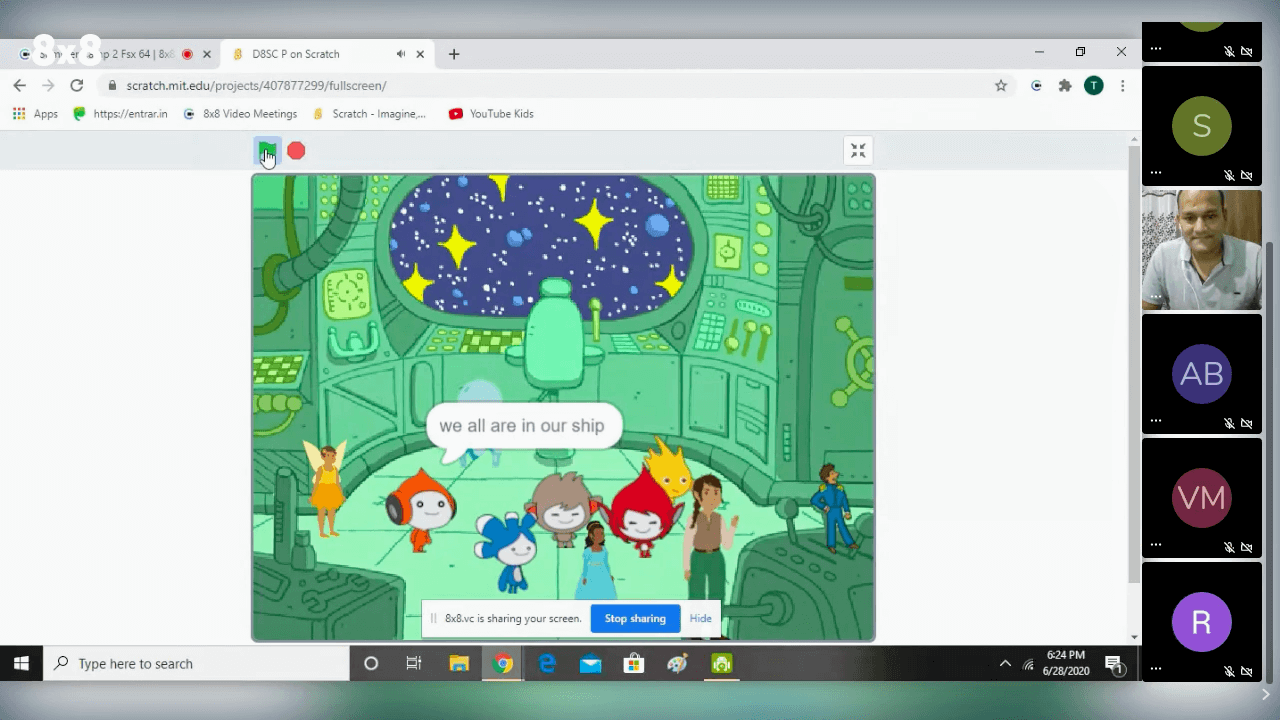 8x8
p 2 Fsx 64 | 8x8
D8SC P on Scratch
scratch.mit.edu/projects/407877299/fullscreen/
T
Apps
https://entrar.in
8x8 Video Meetings
Scratch - Imagine,...
YouTube Kids
we all are in our ship
8x8.vc is sharing your screen.
Stop sharing
Hide
Type here to search
6:24 PM
6/28/2020
1
S
AB
VM
R